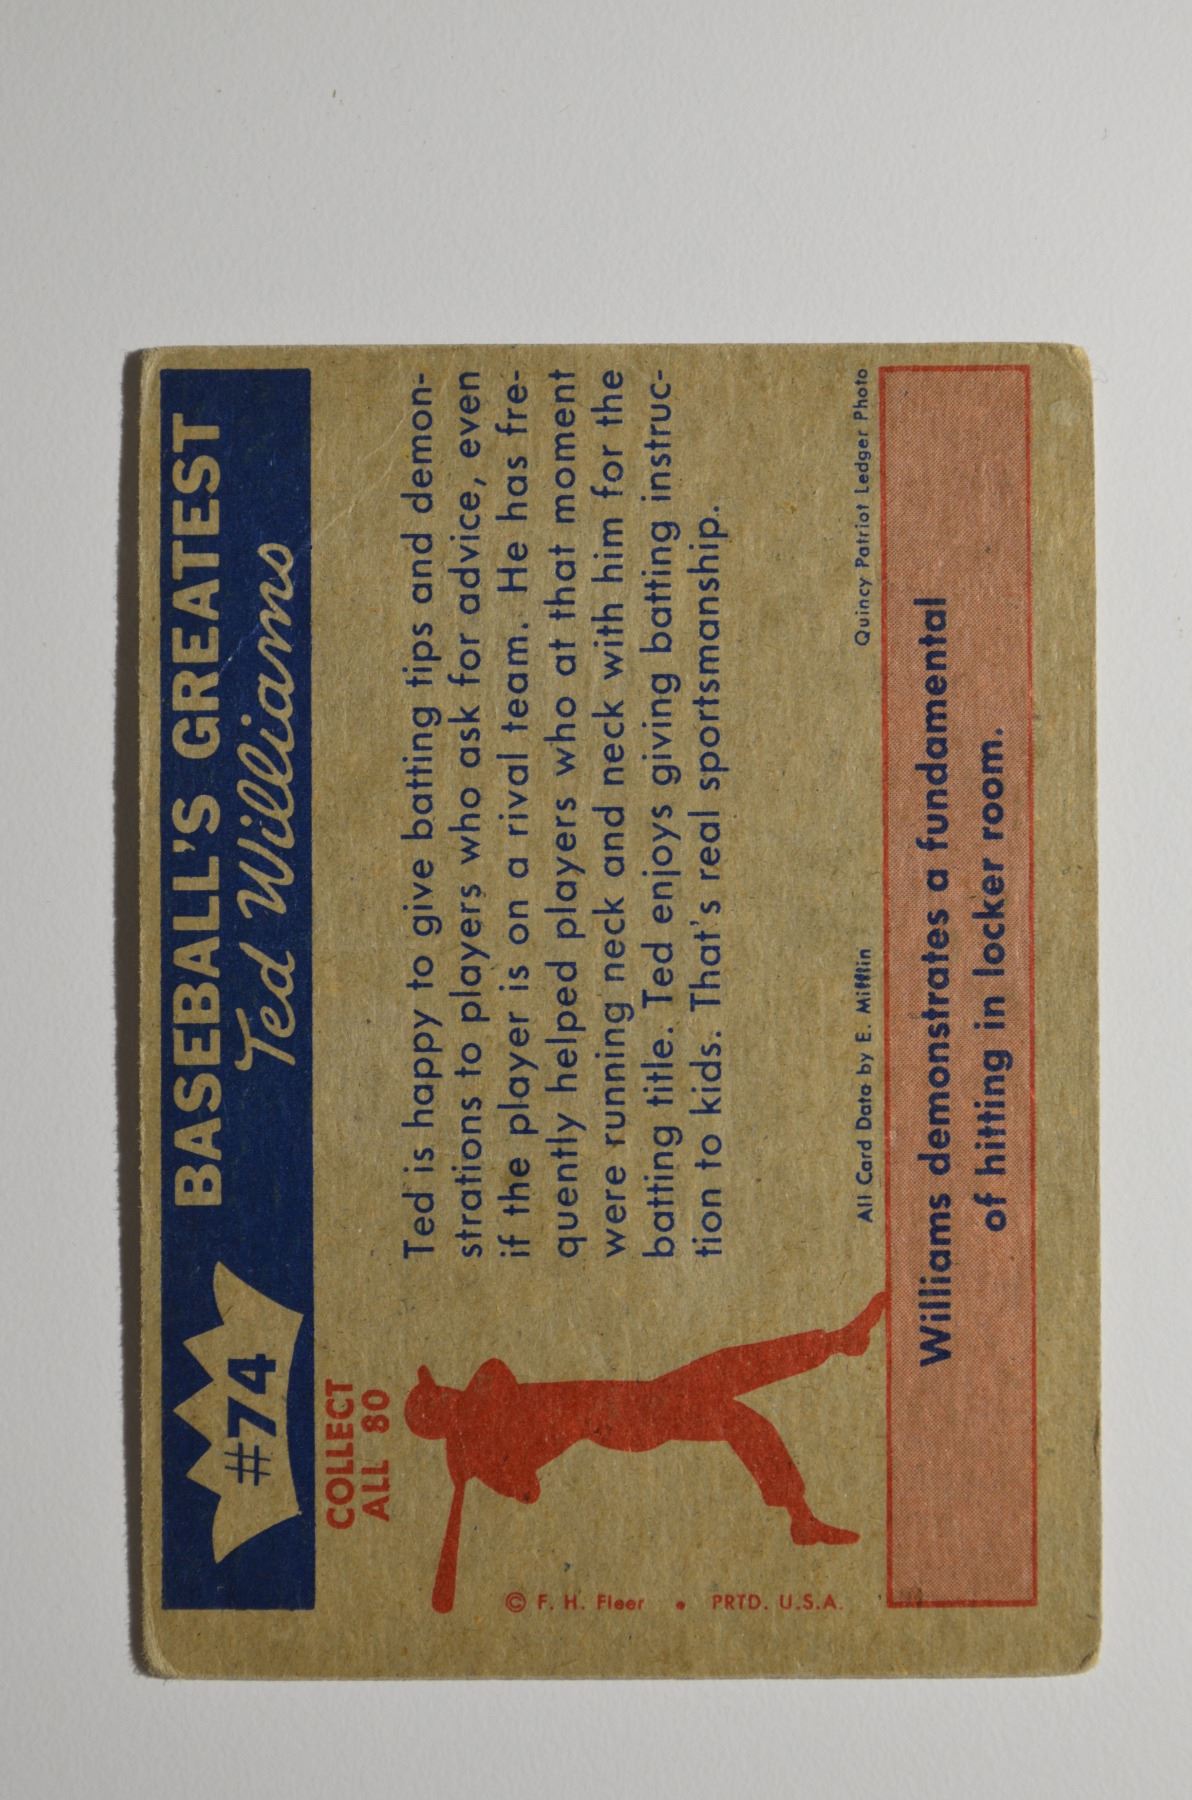 #74
BASEBALL'S GREATEST
Ted Williams
COLLECT
ALL 80
Ted is happy to give batting tips and demon-
strations to players who ask for advice, even
if the player is on a rival team. He has fre-
quently helped players who at that moment
were running neck and neck with him for the
batting title. Ted enjoys giving batting instruc-
tion to kids. That's real sportsmanship.
© F. H. Fleer • PRTD. U.S.A.
All Card Data by E. Mifflin
Quincy Patriot Ledger Photo
Williams demonstrates a fundamental
of hitting in locker room.